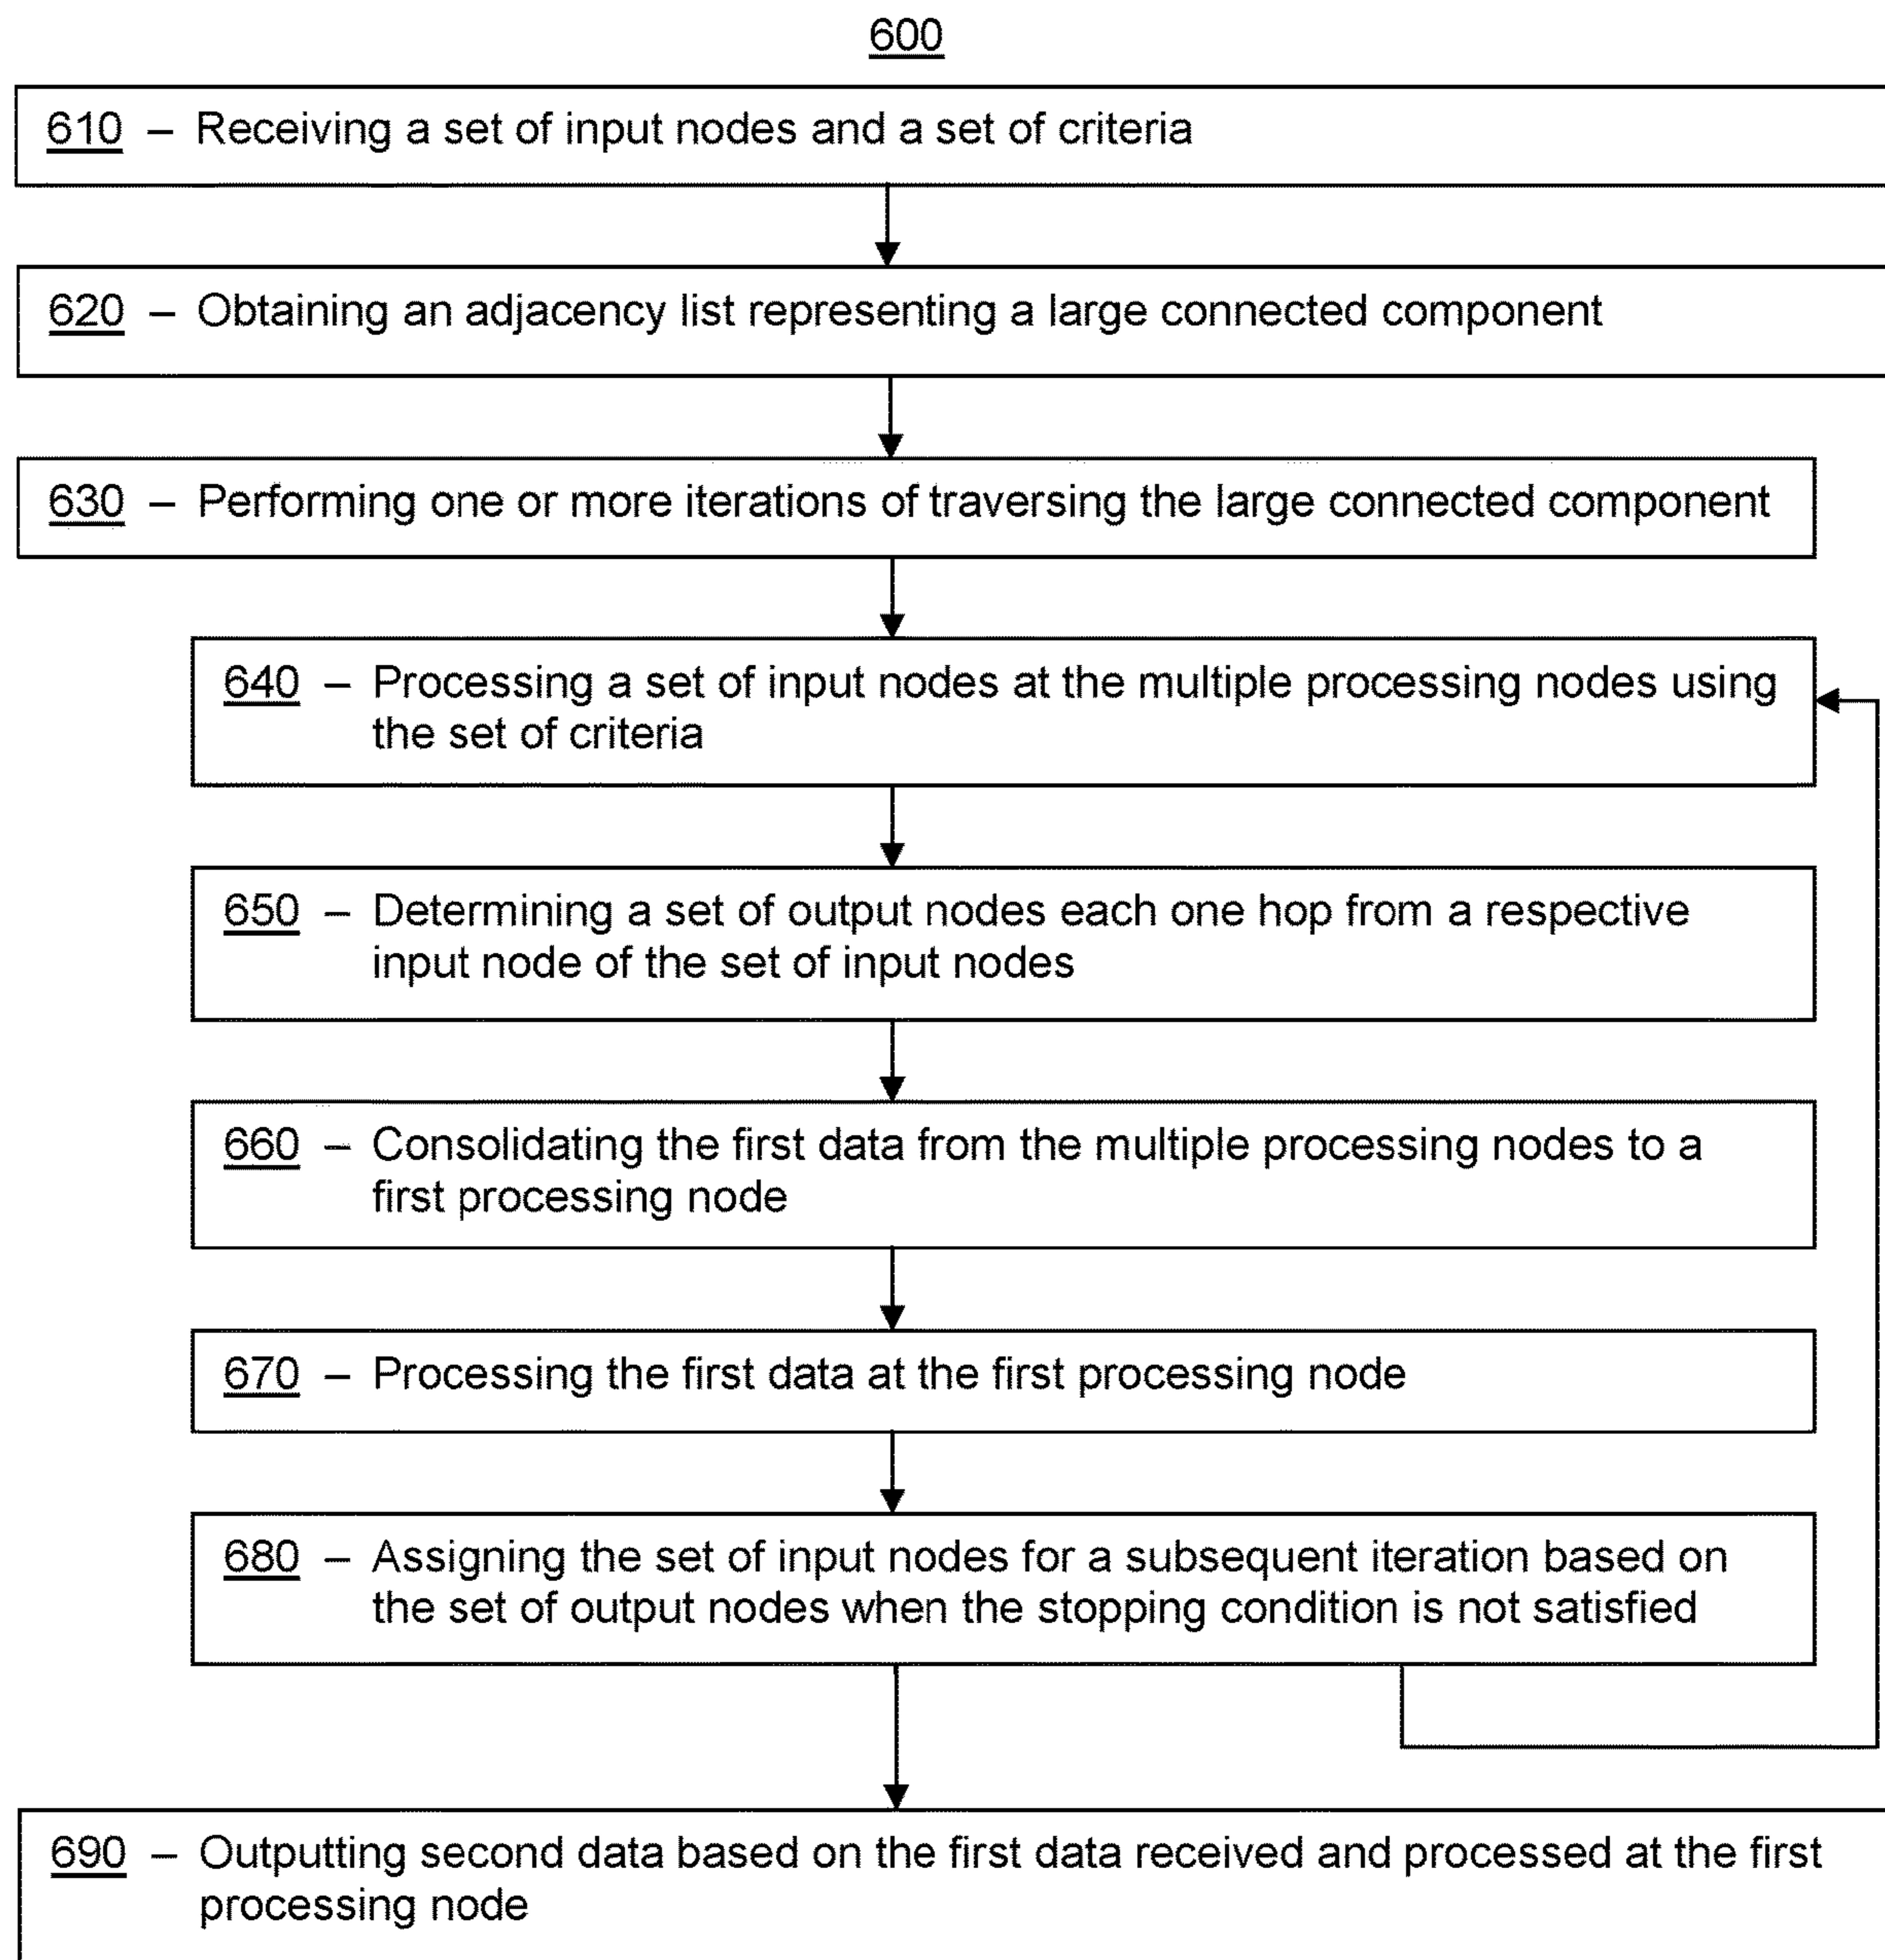 600
610 – Receiving a set of input nodes and a set of criteria
620 – Obtaining an adjacency list representing a large connected component
630 – Performing one or more iterations of traversing the large connected component
640 – Processing a set of input nodes at the multiple processing nodes using
the set of criteria
650 – Determining a set of output nodes each one hop from a respective
input node of the set of input nodes
660 – Consolidating the first data from the multiple processing nodes to a
first processing node
670 – Processing the first data at the first processing node
680 – Assigning the set of input nodes for a subsequent iteration based on
the set of output nodes when the stopping condition is not satisfied
690 – Outputting second data based on the first data received and processed at the first
processing node